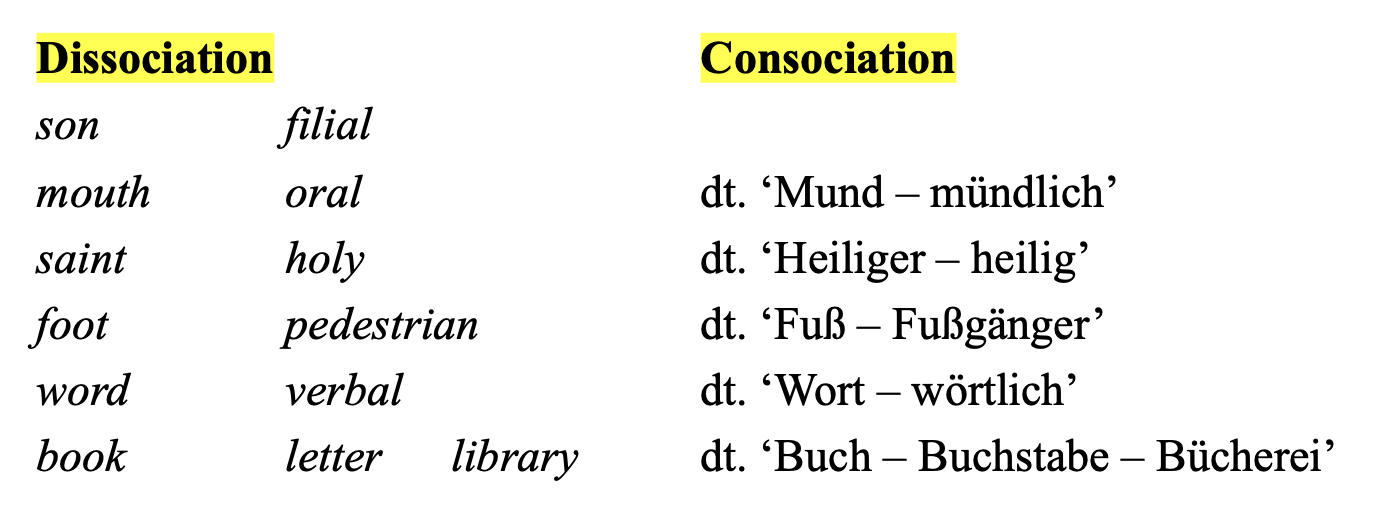 Dissociation Consociation
son filial
mouth oral dt. ‘Mund – mündlich’
saint holy dt. ‘Heiliger – heilig’
foot pedestrian dt. ‘Fuß – Fußgänger’
word verbal dt. ‘Wort – wörtlich’
book letter library dt. ‘Buch – Buchstabe – Bücherei’